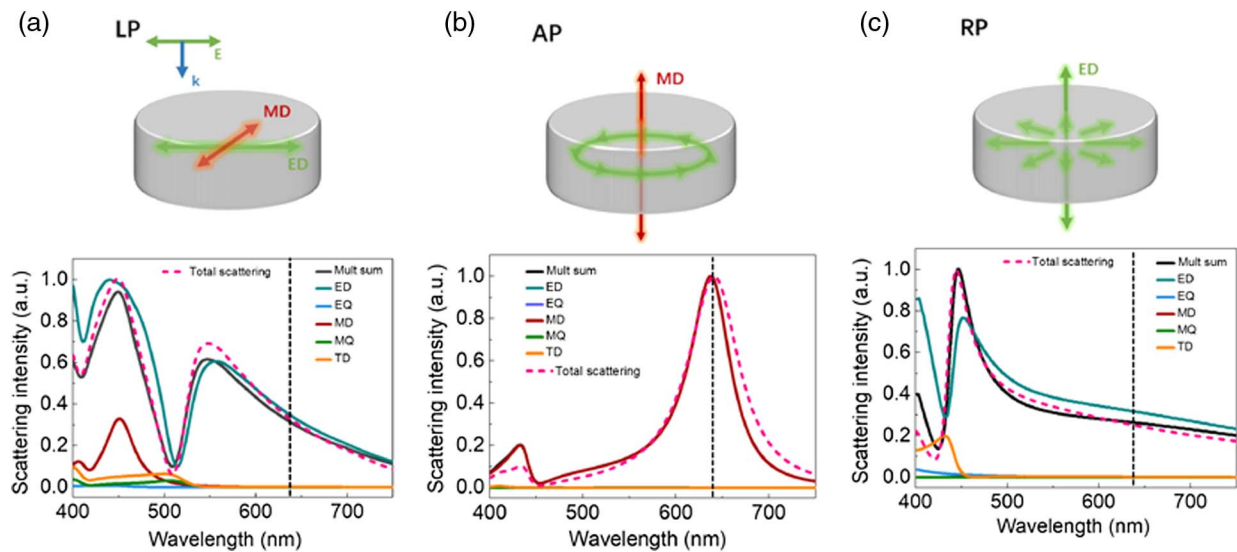 (a)
LP
E
k
MD
ED
Scattering intensity (a.u.)
1.0
0.8
0.6
0.4
0.2
0.0
Total scattering
Mult sum
ED
EQ
MD
MQ
TD
400 500 600 700
Wavelength (nm)
(b)
AP
MD
Scattering intensity (a.u.)
1.0
0.8
0.6
0.4
0.2
0.0
Mult sum
ED
EQ
MD
MQ
TD
Total scattering
400 500 600 700
Wavelength (nm)
(c)
RP
ED
Scattering intensity (a.u.)
1.0
0.8
0.6
0.4
0.2
0.0
Total scattering
Mult sum
ED
EQ
MD
MQ
TD
400 500 600 700
Wavelength (nm)